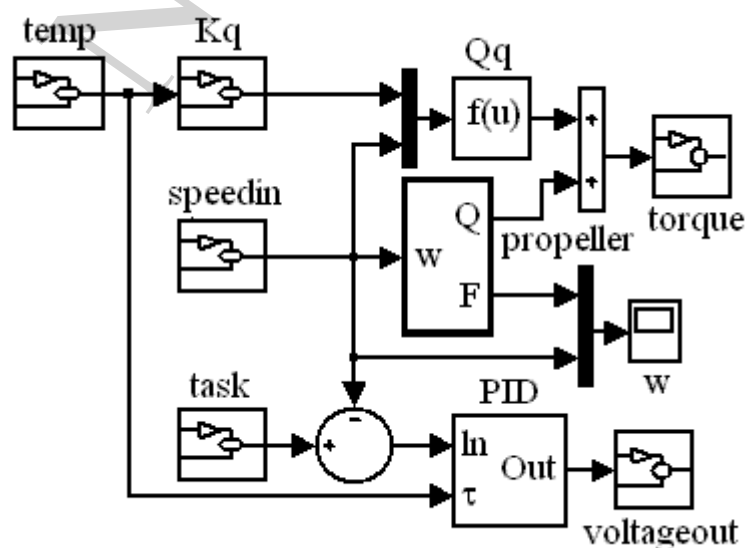 temp
Kq
Qq
f(u)
+
+
torque
speedin
w
Q
F
propeller
w
task
-
+
PID
In
τ
Out
voltageout